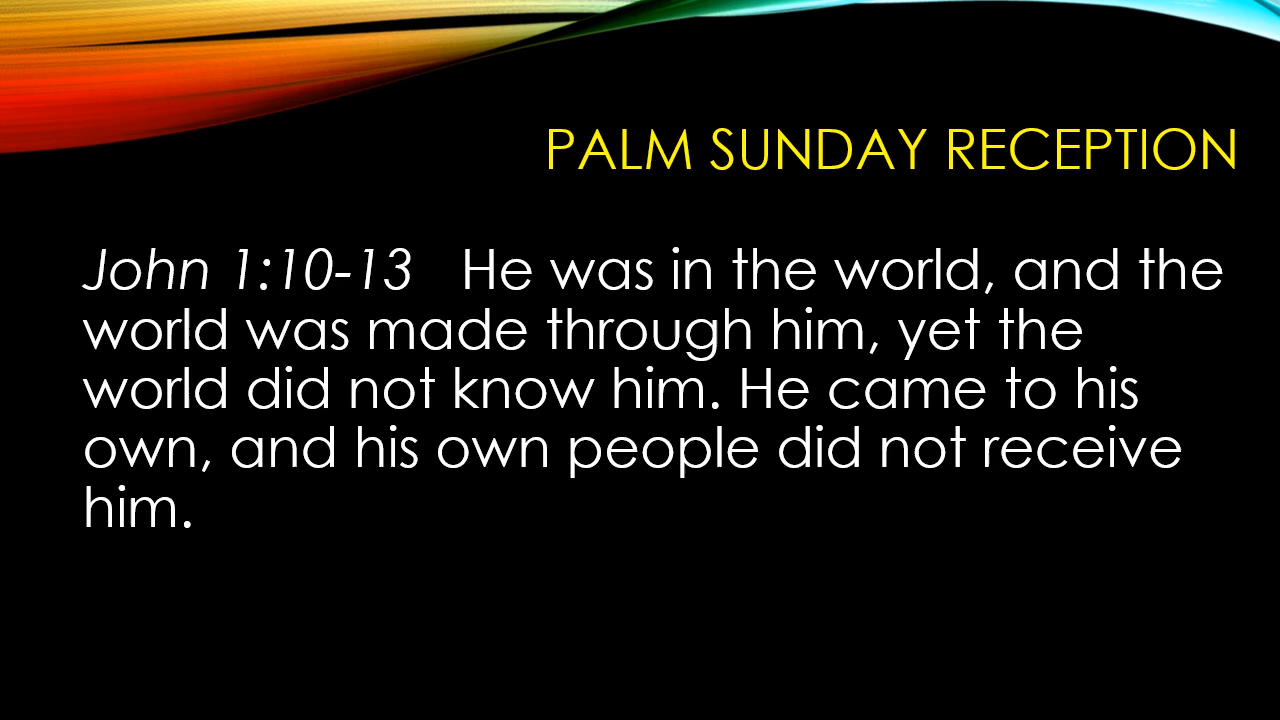 PALM SUNDAY RECEPTION
John 1:10-13 He was in the world, and the
world was made through him, yet the
world did not know him. He came to his
own, and his own people did not receive
him.